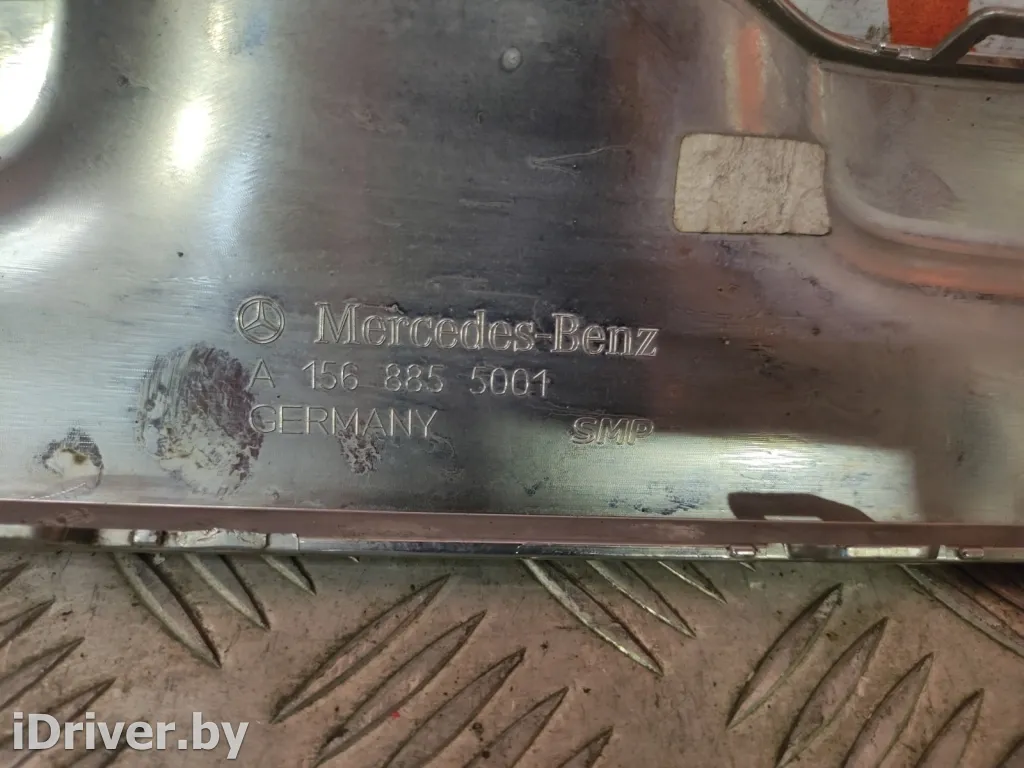 Mercedes-Benz
A 156 885 5001
GERMANY SMP
iDriver.by